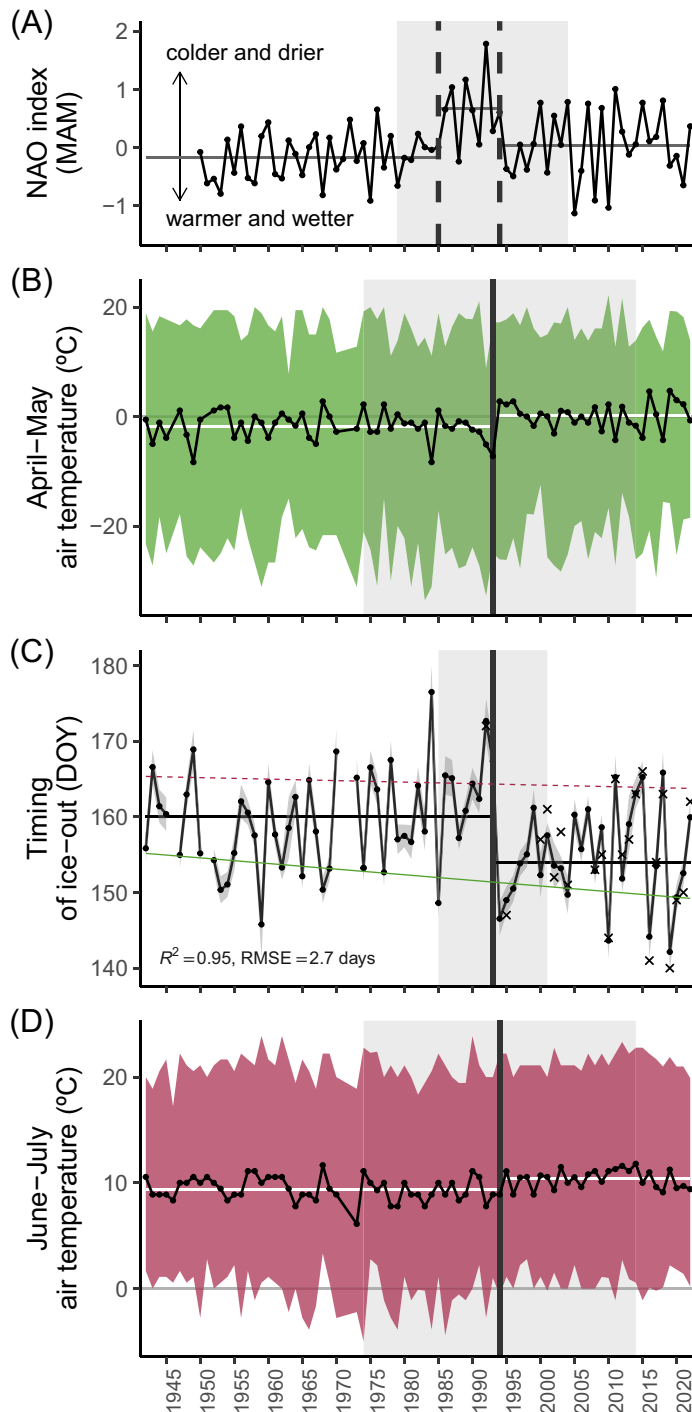 (A)
NAO index
(MAM)
2
1
0
−1
colder and drier
warmer and wetter
(B)
April−May
air temperature (ºC)
20
0
−20
(C)
Timing
of ice−out (DOY)
180
170
160
150
140
R² = 0.95, RMSE = 2.7 days
(D)
June−July
air temperature (ºC)
20
10
0
1945
1950
1955
1960
1965
1970
1975
1980
1985
1990
1995
2000
2005
2010
2015
2020